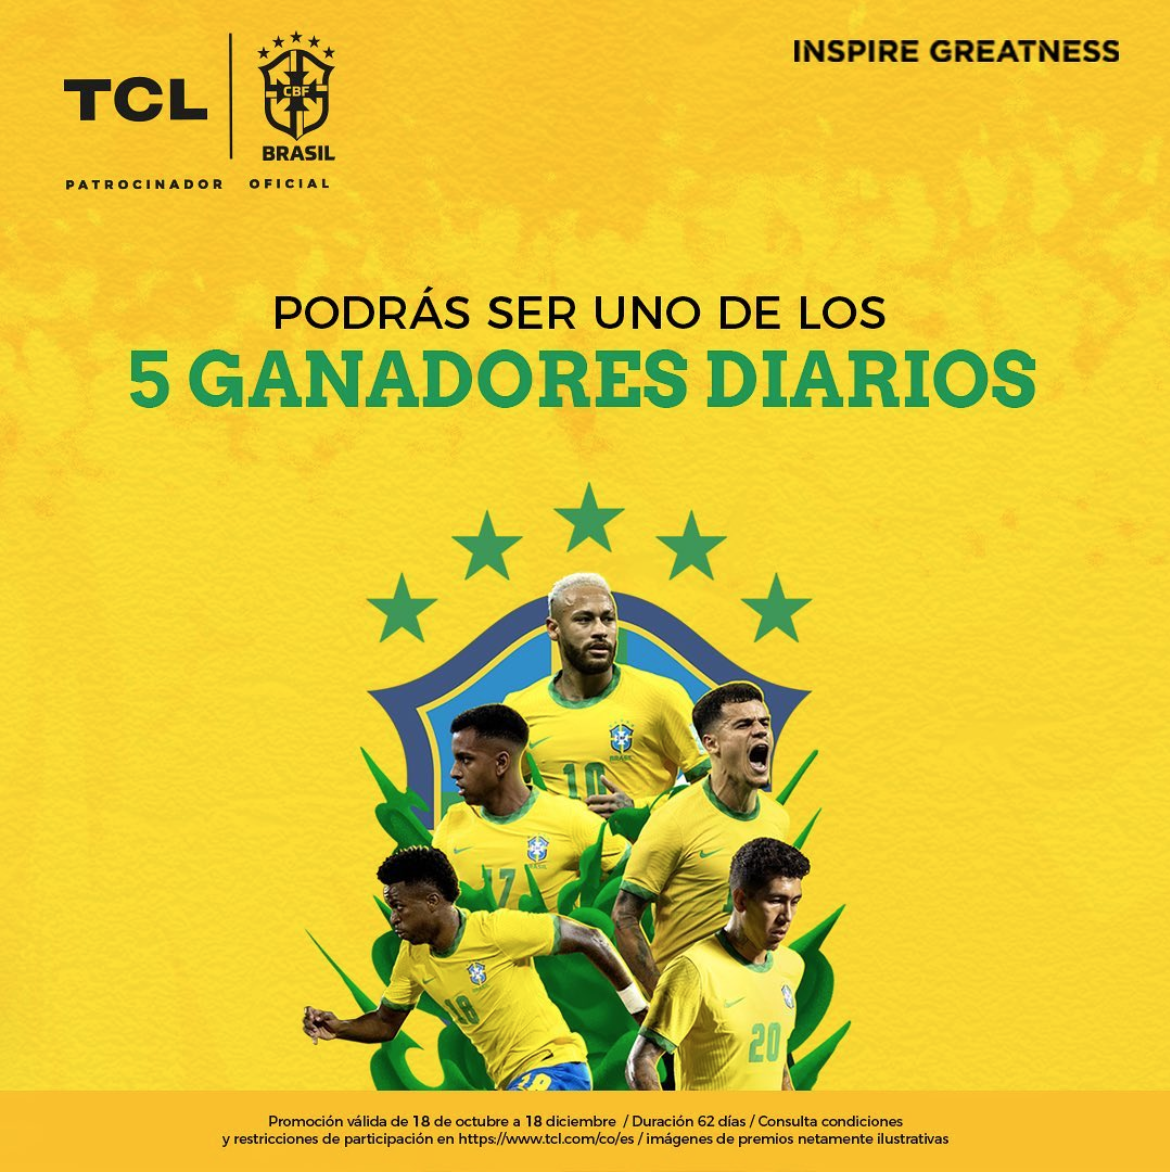 TCL
CBF
BRASIL
PATROCINADOR OFICIAL
INSPIRE GREATNESS
PODRÁS SER UNO DE LOS
5 GANADORES DIARIOS
10
BRASIL
17
BRASIL
18
18
20
Promoción válida de 18 de octubre a 18 diciembre / Duración 62 días / Consulta condiciones
y restricciones de participación en https://www.tcl.com/co/es / imágenes de premios netamente ilustrativas